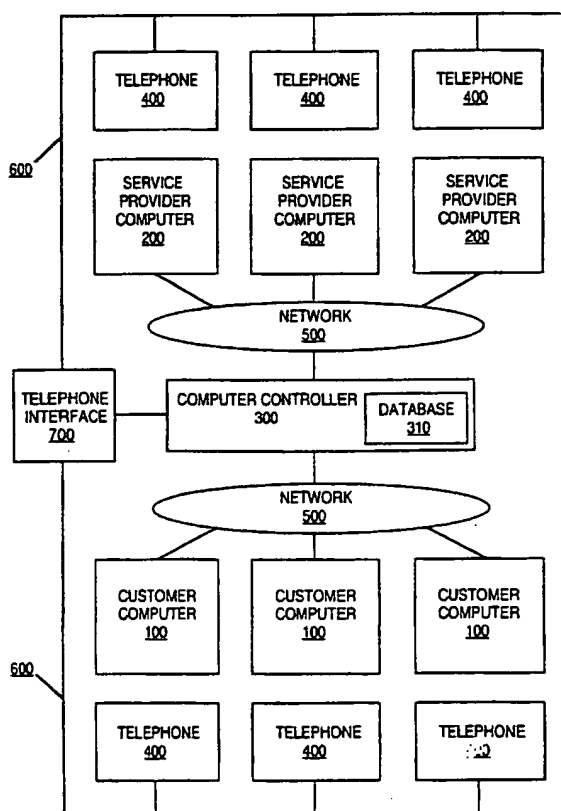 TELEPHONE
400
TELEPHONE
400
TELEPHONE
400
600
SERVICE
PROVIDER
COMPUTER
200
SERVICE
PROVIDER
COMPUTER
200
SERVICE
PROVIDER
COMPUTER
200
NETWORK
500
TELEPHONE
INTERFACE
700
COMPUTER CONTROLLER
300
DATABASE
310
NETWORK
500
CUSTOMER
COMPUTER
100
CUSTOMER
COMPUTER
100
CUSTOMER
COMPUTER
100
600
TELEPHONE
400
TELEPHONE
400
TELEPHONE